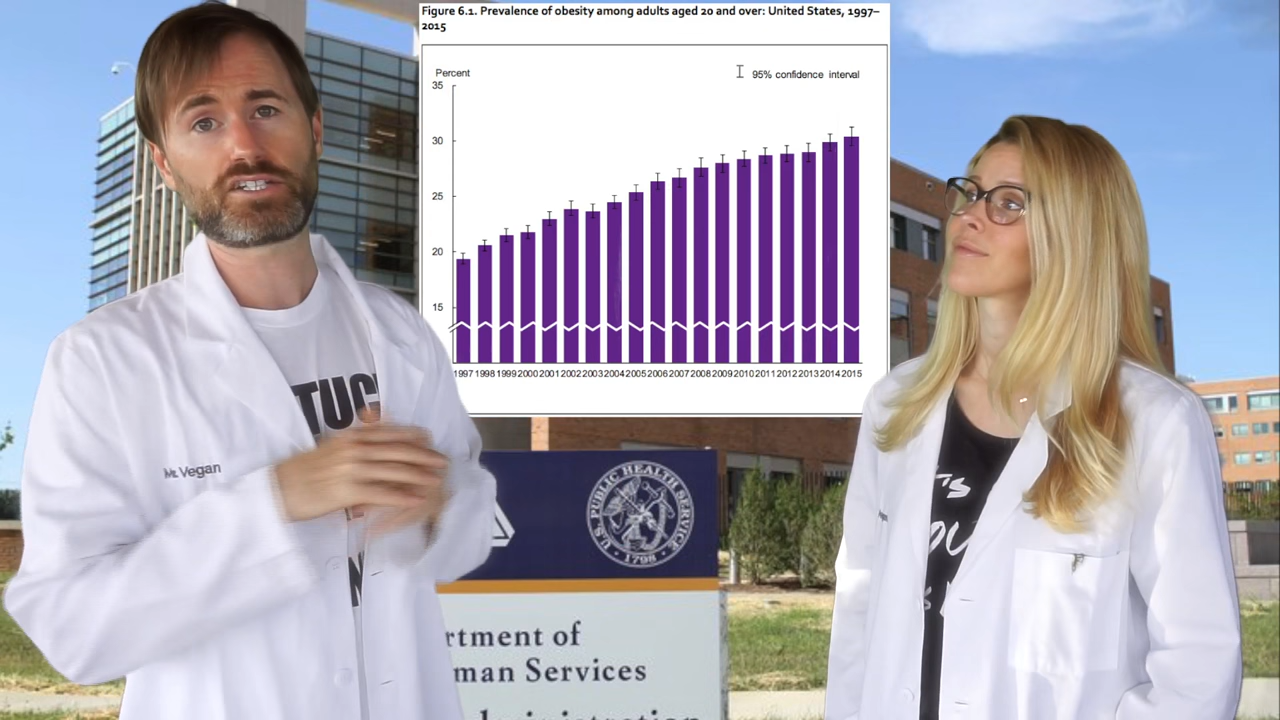 Figure 6.1. Prevalence of obesity among adults aged 20 and over: United States, 1997–
2015
Percent
95% confidence interval
35
30
25
20
15
1997 1998 1999 2000 2001 2002 2003 2004 2005 2006 2007 2008 2009 2010 2011 2012 2013 2014 2015
TUC
Mr. Vegan
U.S. PUBLIC HEALTH SERVICE
1798
rtment of
man Services